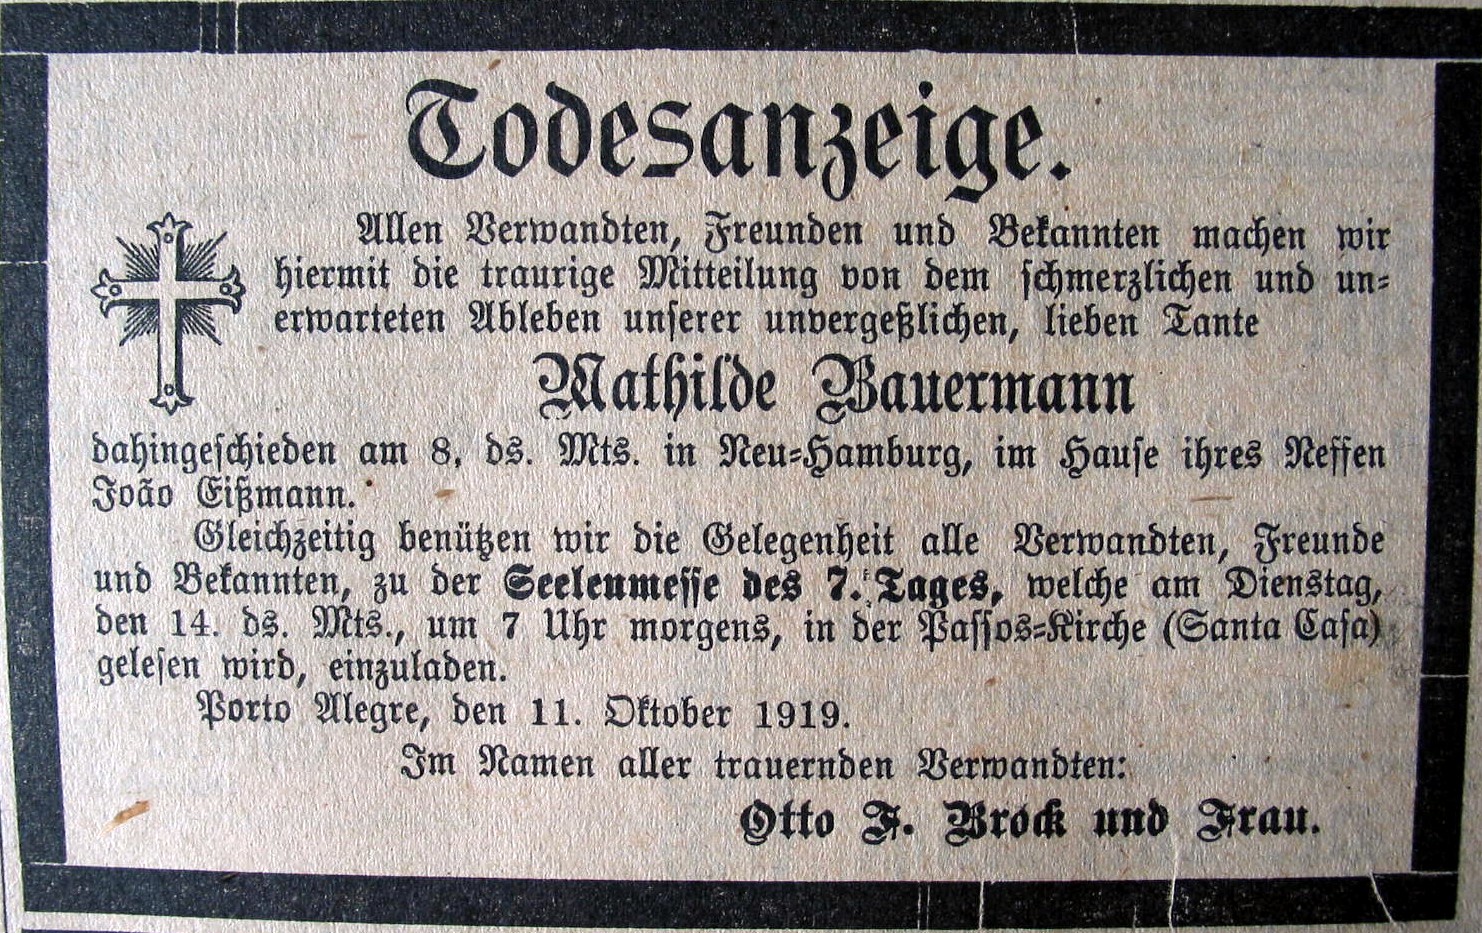 Todesanzeige.
Allen Verwandten, Freunden und Bekannten machen wir
hiermit die traurige Mitteilung von dem schmerzlichen und un-
erwarteten Ableben unserer unvergeßlichen, lieben Tante
Mathilde Bauermann
dahingeschieden am 8. ds. Mts. in Neu-Hamburg, im Hause ihres Neffen
João Eißmann.
Gleichzeitig benützen wir die Gelegenheit alle Verwandten, Freunde
und Bekannten, zu der Seelenmesse des 7. Tages, welche am Dienstag,
den 14. ds. Mts., um 7 Uhr morgens, in der Passos-Kirche (Santa Casa)
gelesen wird, einzuladen.
Porto Alegre, den 11. Oktober 1919.
Im Namen aller trauernden Verwandten:
Otto F. Brock und Frau.